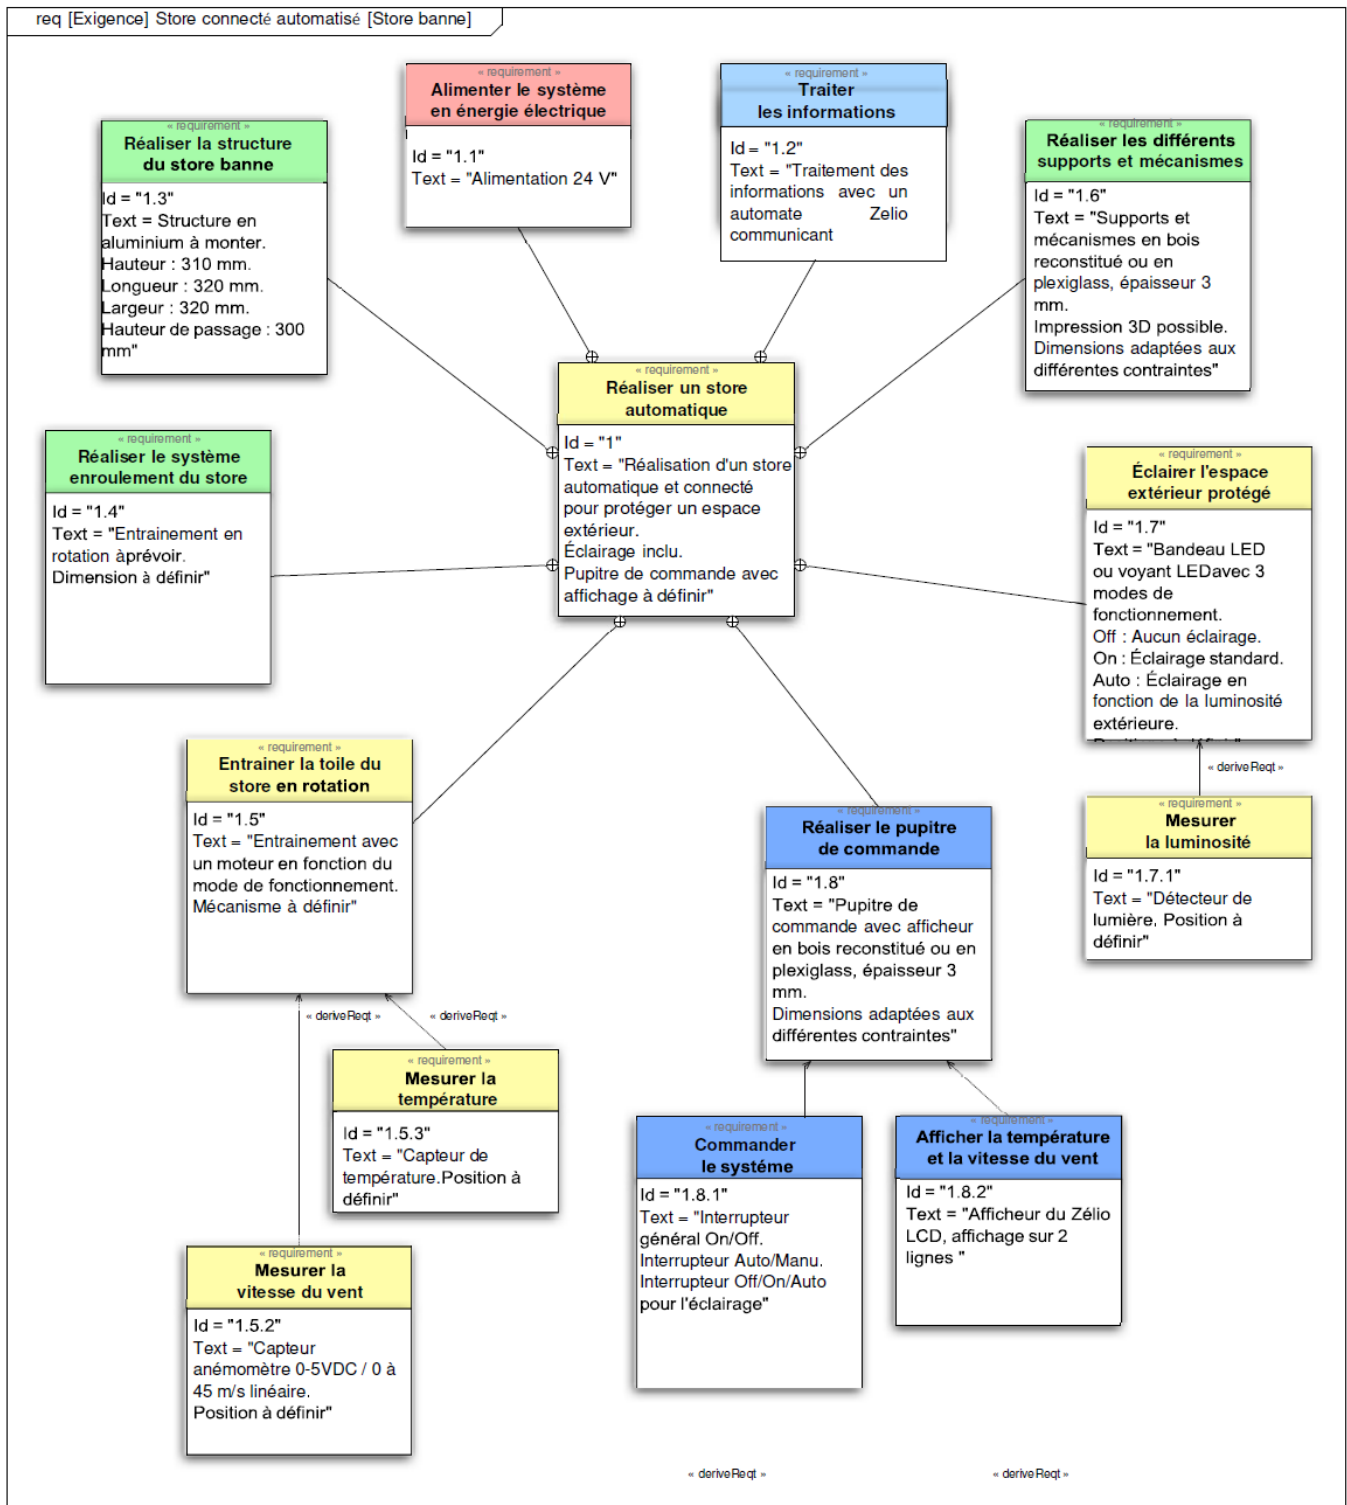 req [Exigence] Store connecté automatisé [Store banne]
« requirement »
Alimenter le système
en énergie électrique
Id = "1.1"
Text = "Alimentation 24 V"
« requirement »
Traiter
les informations
Id = "1.2"
Text = "Traitement des
informations avec un
automate Zelio
communicant
« requirement »
Réaliser la structure
du store banne
Id = "1.3"
Text = Structure en
aluminium à monter.
Hauteur : 310 mm.
Longueur : 320 mm.
Largeur : 320 mm.
Hauteur de passage : 300
mm"
« requirement »
Réaliser les différents
supports et mécanismes
Id = "1.6"
Text = "Supports et
mécanismes en bois
reconstitué ou en
plexiglass, épaisseur 3
mm.
Impression 3D possible.
Dimensions adaptées aux
différentes contraintes"
« requirement »
Réaliser un store
automatique
Id = "1"
Text = "Réalisation d'un store
automatique et connecté
pour protéger un espace
extérieur.
Éclairage inclu.
Pupitre de commande avec
affichage à définir"
« requirement »
Réaliser le système
enroulement du store
Id = "1.4"
Text = "Entrainement en
rotation àprévoir.
Dimension à définir"
« requirement »
Éclairer l'espace
extérieur protégé
Id = "1.7"
Text = "Bandeau LED
ou voyant LEDavec 3
modes de
fonctionnement.
Off : Aucun éclairage.
On : Éclairage standard.
Auto : Éclairage en
fonction de la luminosité
extérieure.
« deriveReqt »
« requirement »
Mesurer
la luminosité
Id = "1.7.1"
Text = "Détecteur de
lumière. Position à
définir"
« requirement »
Entrainer la toile du
store en rotation
Id = "1.5"
Text = "Entrainement avec
un moteur en fonction du
mode de fonctionnement.
Mécanisme à définir"
« deriveReqt »
« deriveReqt »
« requirement »
Mesurer la
température
Id = "1.5.3"
Text = "Capteur de
température.Position à
définir"
« requirement »
Mesurer la
vitesse du vent
Id = "1.5.2"
Text = "Capteur
anémomètre 0-5VDC / 0 à
45 m/s linéaire.
Position à définir"
« requirement »
Réaliser le pupitre
de commande
Id = "1.8"
Text = "Pupitre de
commande avec afficheur
en bois reconstitué ou en
plexiglass, épaisseur 3
mm.
Dimensions adaptées aux
différentes contraintes"
« requirement »
Commander
le systéme
Id = "1.8.1"
Text = "Interrupteur
général On/Off.
Interrupteur Auto/Manu.
Interrupteur Off/On/Auto
pour l'éclairage"
« requirement »
Afficher la température
et la vitesse du vent
Id = "1.8.2"
Text = "Afficheur du Zélio
LCD, affichage sur 2
lignes "
« deriveReqt »
« deriveReqt »